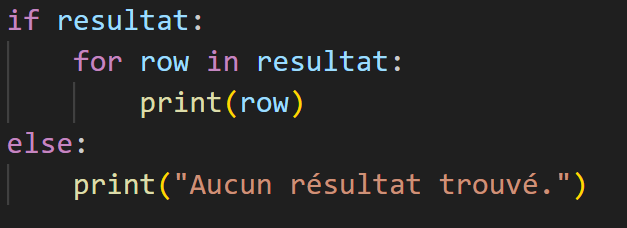 if resultat:
    for row in resultat:
        print(row)
else:
    print("Aucun résultat trouvé.")